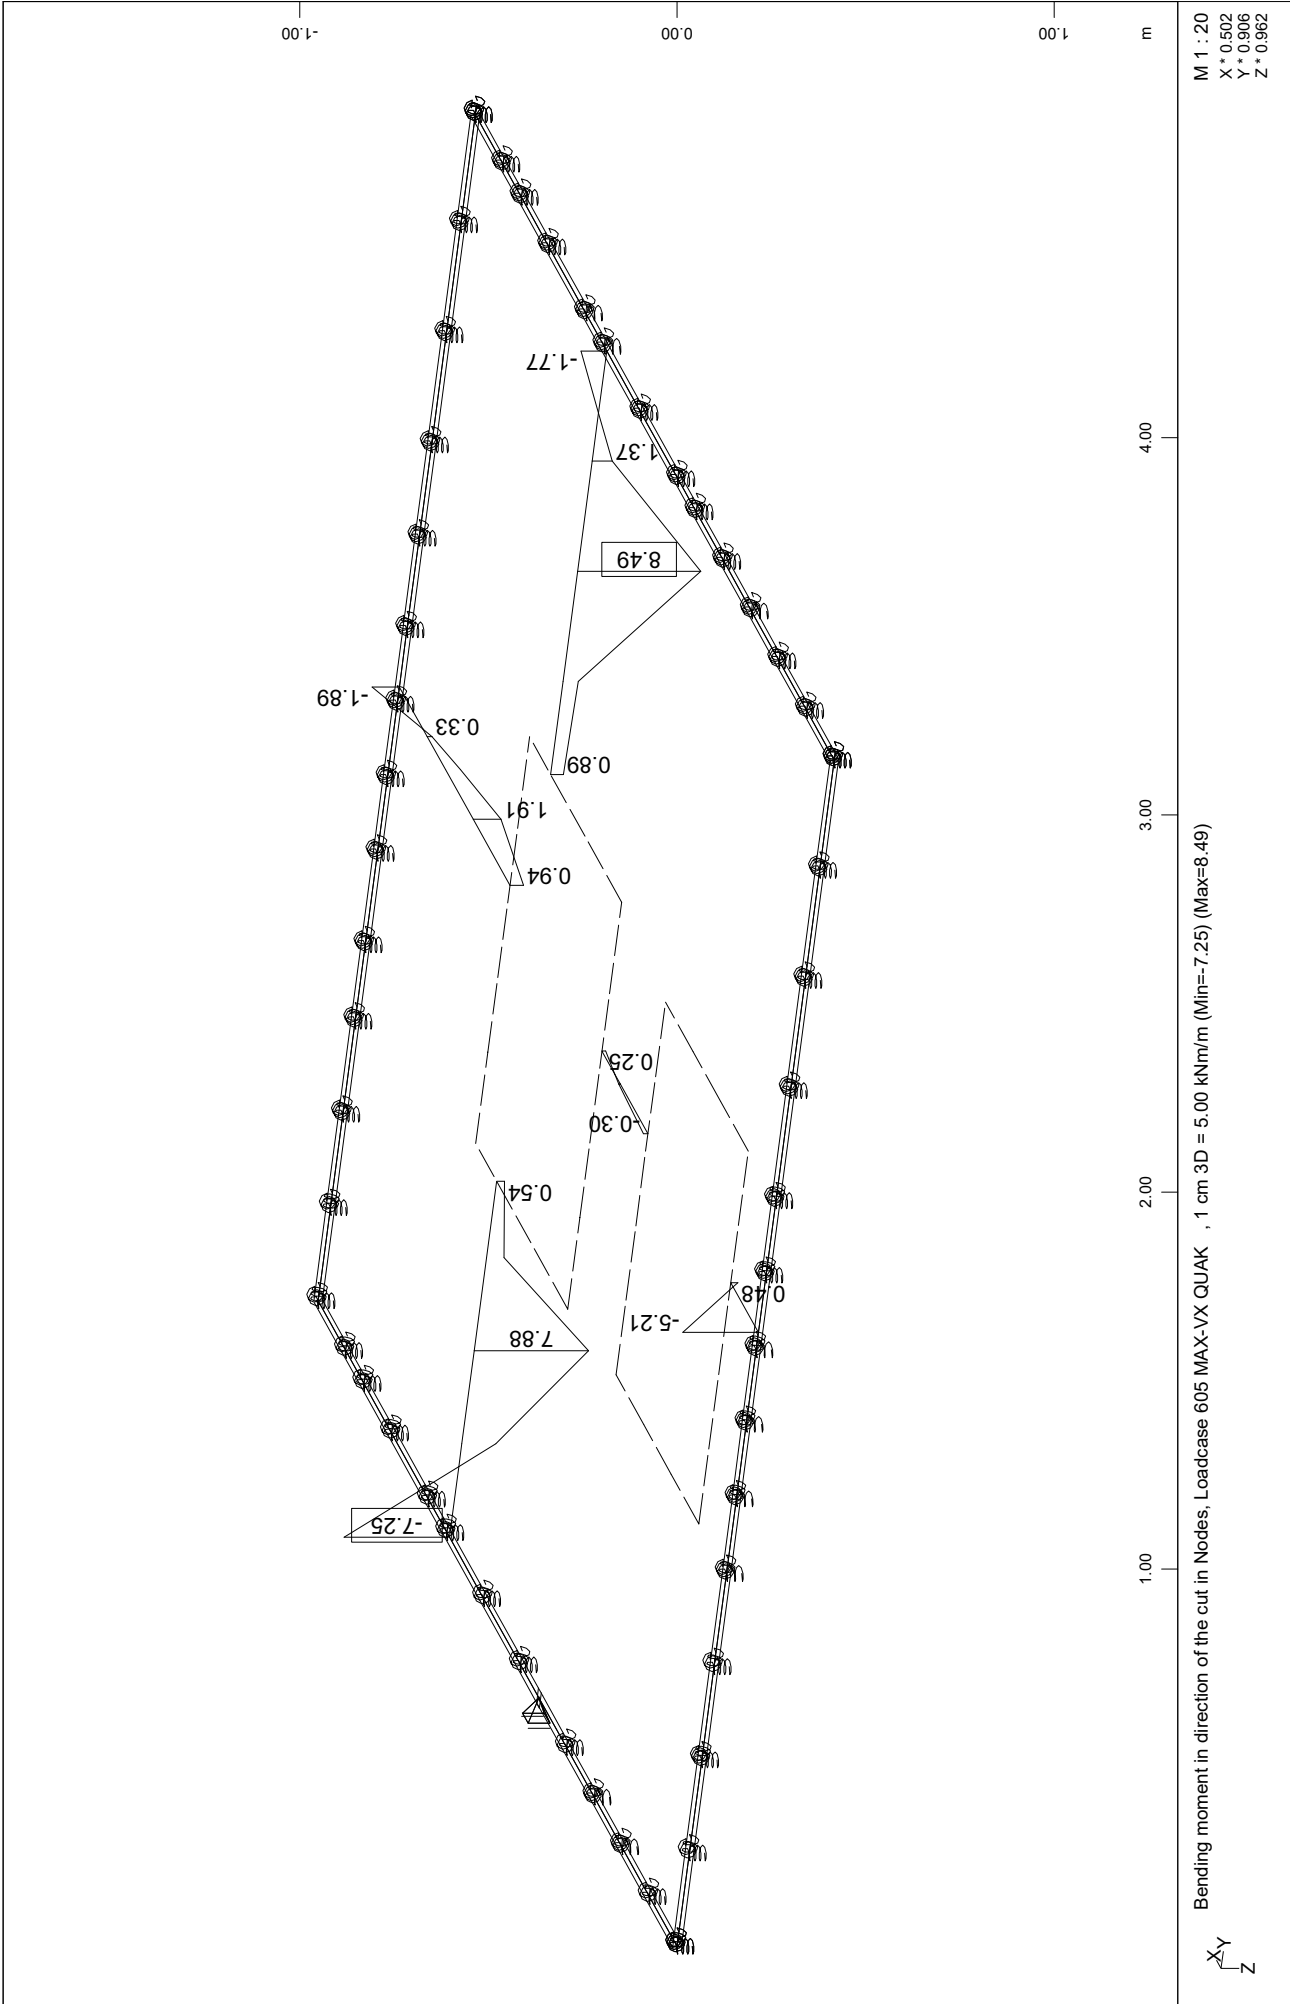 -1.00
0.00
1.00
m
M 1 : 20
X * 0.502
Y * 0.906
Z * 0.962
-1.77
1.37
4.00
8.49
-1.89
0.33
0.89
1.91
3.00
0.94
0.25
-0.30
0.54
2.00
0.48
-5.21
7.88
-7.25
1.00
Bending moment in direction of the cut in Nodes, Loadcase 605 MAX-VX QUAK , 1 cm 3D = 5.00 kNm/m (Min=-7.25) (Max=8.49)
X
Y
Z